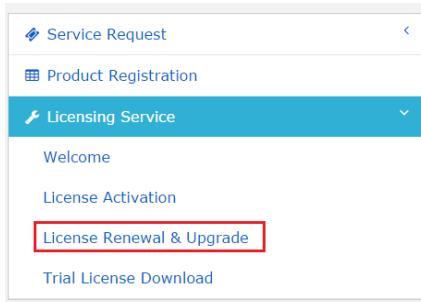 Service Request
Product Registration
Licensing Service
Welcome
License Activation
License Renewal & Upgrade
Trial License Download